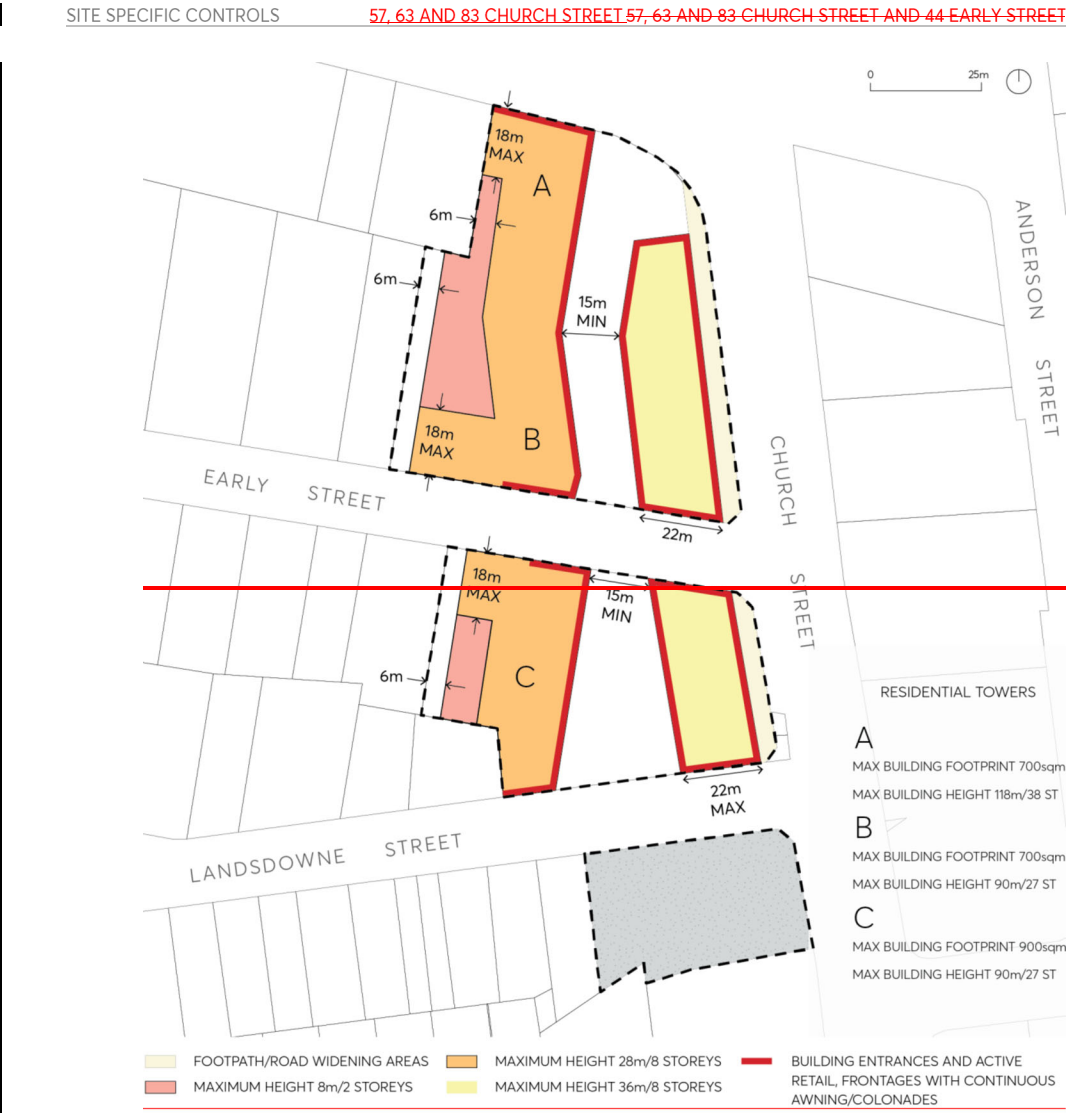 SITE SPECIFIC CONTROLS 57, 63 AND 83 CHURCH STREET 57, 63 AND 83 CHURCH STREET AND 44 EARLY STREET
0 25m
18m
MAX
A
6m
6m
15m
MIN
18m
MAX
B
22m
ANDERSON STREET
CHURCH STREET
EARLY STREET
18m
MAX
15m
MIN
6m
C
22m
MAX
LANDSDOWNE STREET
RESIDENTIAL TOWERS
A
MAX BUILDING FOOTPRINT 700sqm
MAX BUILDING HEIGHT 118m/38 ST
B
MAX BUILDING FOOTPRINT 700sqm
MAX BUILDING HEIGHT 90m/27 ST
C
MAX BUILDING FOOTPRINT 900sqm
MAX BUILDING HEIGHT 90m/27 ST
FOOTPATH/ROAD WIDENING AREAS
MAXIMUM HEIGHT 8m/2 STOREYS
MAXIMUM HEIGHT 28m/8 STOREYS
MAXIMUM HEIGHT 36m/8 STOREYS
BUILDING ENTRANCES AND ACTIVE
RETAIL, FRONTAGES WITH CONTINUOUS
AWNING/COLONADES